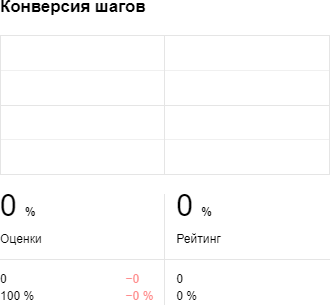 Конверсия шагов
0 % 0 %
Оценки Рейтинг
0 −0 0
100 % −0 % 0 %